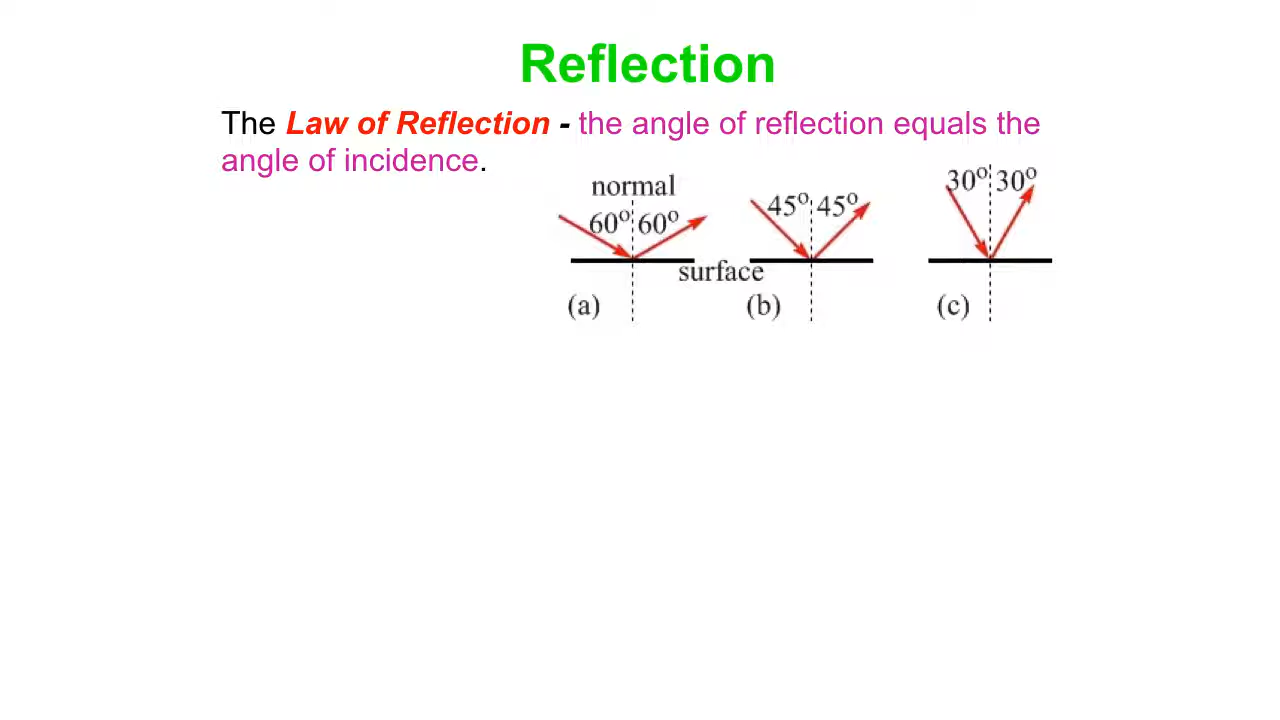 Reflection
The Law of Reflection - the angle of reflection equals the
angle of incidence.
normal
60° 60°
45° 45°
30° 30°
surface
(a)
(b)
(c)